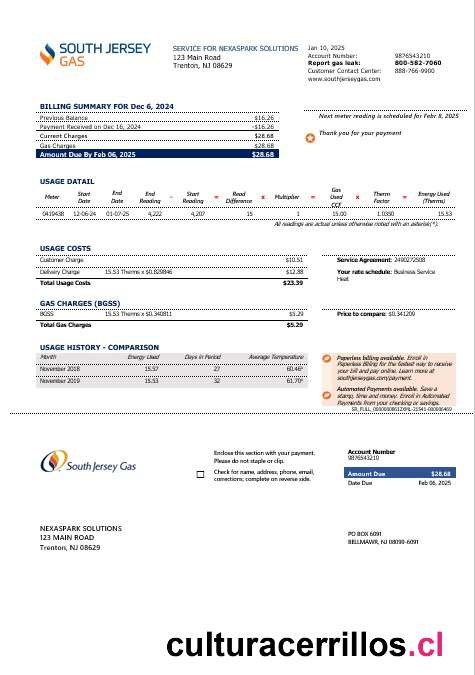 SOUTH JERSEY
GAS
SERVICE FOR NEXASPARK SOLUTIONS
123 Main Road
Trenton, NJ 08629
Jan 10, 2025
Account Number: 9876543210
Report gas leak: 800-582-7060
Customer Contact Center: 888-766-9900
www.southjerseygas.com
BILLING SUMMARY FOR Dec 6, 2024
Previous Balance $16.26
Payment Received on Dec 16, 2024 -$16.26
Current Charges $28.68
Gas Charges $28.68
Amount Due By Feb 06, 2025 $28.68
Next meter reading is scheduled for Febr 8, 2025
Thank you for your payment
USAGE DATAIL
Meter Start Date End Date End Reading - Start Reading = Read Difference x Multiplier = Gas Used CCF x Therm Factor = Energy Used (Therms)
0419438 12-06-24 01-07-25 4,222 4,207 15 1 15.00 1.0350 15.53
All readings are actual unless otherwise noted with an asterist(*).
USAGE COSTS
Customer Charge $10.51
Delivery Charge 15.53 Therms x $0.829846 $12.88
Total Usage Costs $23.39
Service Agreement: 2490272508
Your rate schedule: Business Service
Heat
GAS CHARGES (BGSS)
BGSS 15.53 Therms x $0.340811 $5.29
Total Gas Charges $5.29
Price to compare: $0.341209
USAGE HISTORY - COMPARISON
Month Energy Used Days in Period Average Temperature
November 2018 15.57 27 60.46°
November 2019 15.53 32 61.70°
Paperless billing available. Enroll in
Paperless Billing for the fastest way to receive
your bill and pay online. Learn more at
southjerseygas.com/payment.
Automated Payments available. Save a
stamp, time and money. Enroll in Automated
Payments from your checking or savings.
South Jersey Gas
Enclose this section with your payment.
Please do not staple or clip.
Check for name, address, phone, email,
corrections; complete on reverse side.
Account Number
9876543210
Amount Due $28.68
Date Due Feb 06, 2025
NEXASPARK SOLUTIONS
123 MAIN ROAD
Trenton, NJ 08629
PO BOX 6091
BELLMAWR, NJ 08099-6091
culturacerrillos.cl